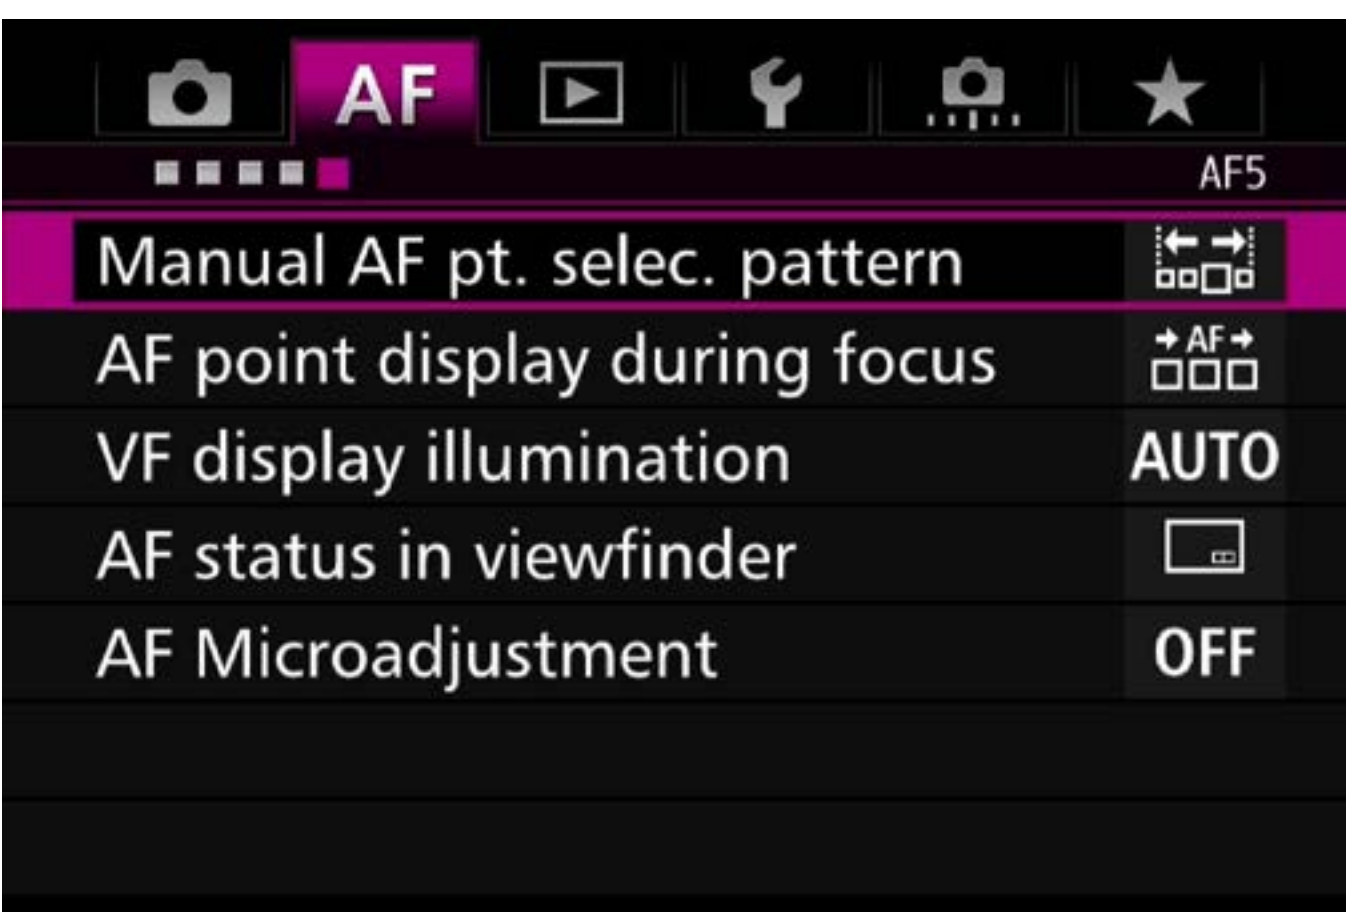 AF
AF5
Manual AF pt. selec. pattern
AF point display during focus AF
VF display illumination AUTO
AF status in viewfinder
AF Microadjustment OFF